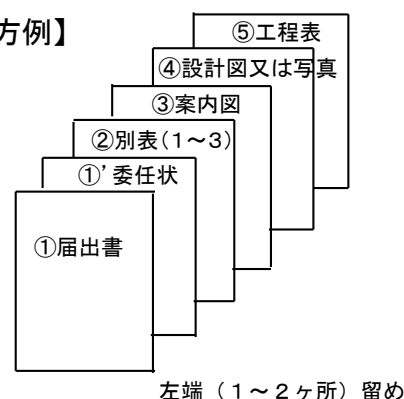 方例】
⑤工程表
④設計図又は写真
③案内図
②別表(1~3)
①’委任状
①届出書
左端(1~2ヶ所)留め